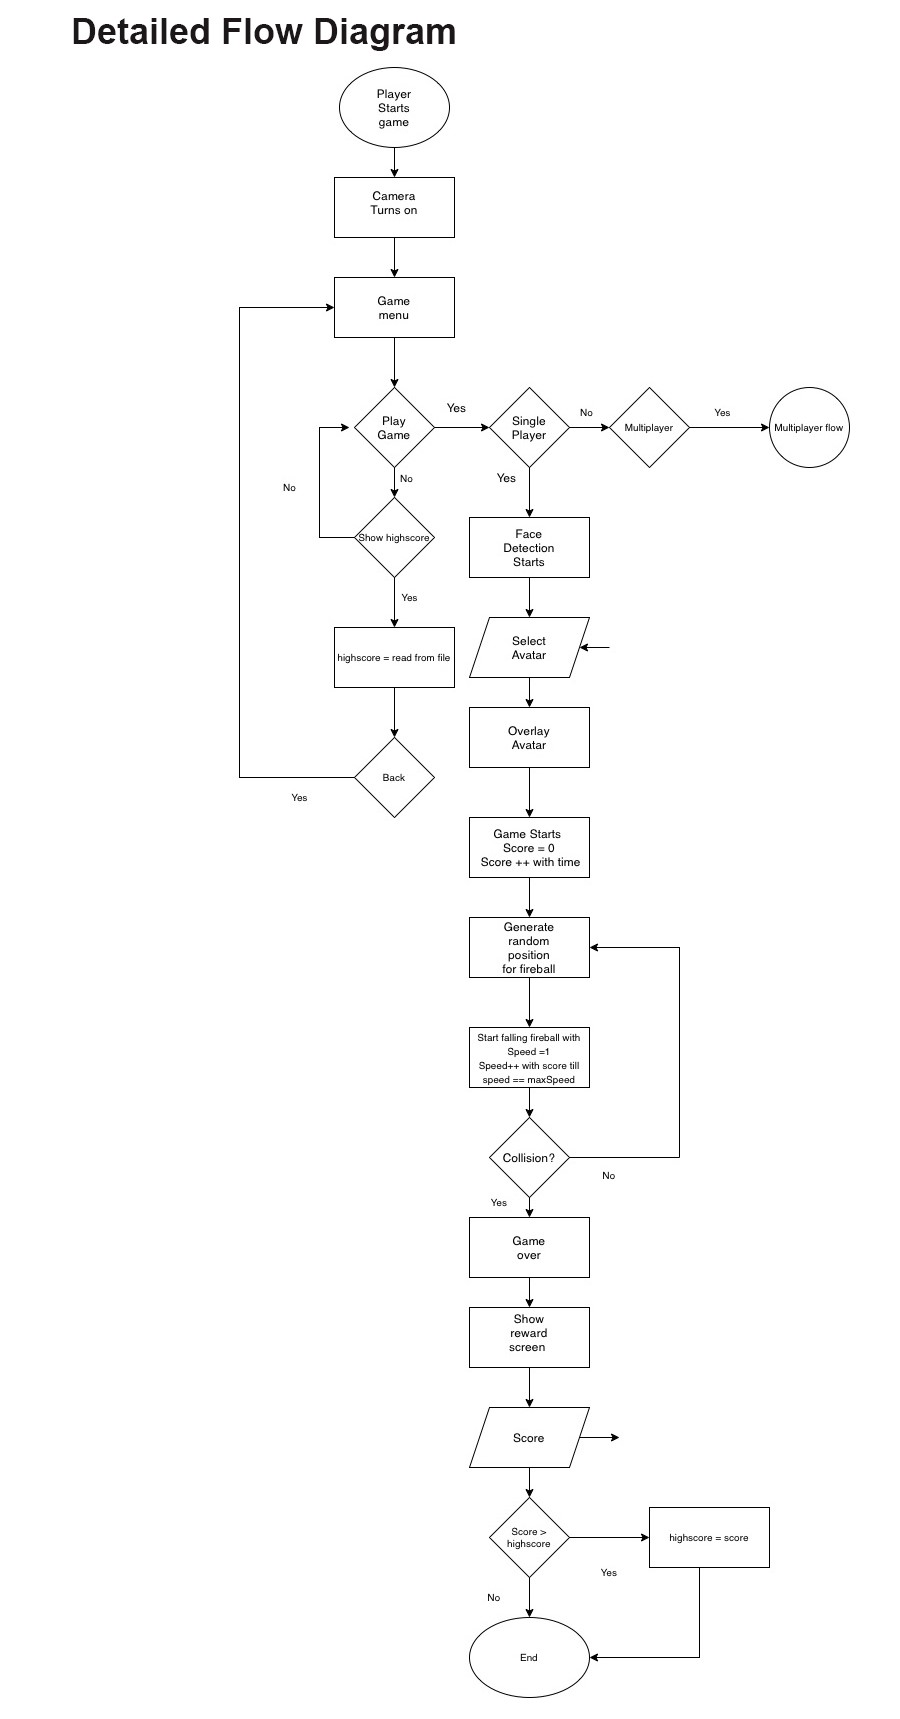 Detailed Flow Diagram
Player
Starts
game
Camera
Turns on
Game
menu
Play
Game
Yes
Single
Player
No
Multiplayer
Yes
Multiplayer flow
No
No
Show highscore
Yes
highscore = read from file
Back
Yes
Yes
Face
Detection
Starts
Select
Avatar
Overlay
Avatar
Game Starts
Score = 0
Score ++ with time
Generate
random
position
for fireball
Start falling fireball with
Speed =1
Speed++ with score till
speed == maxSpeed
Collision?
No
Yes
Game
over
Show
reward
screen
Score
Score >
highscore
Yes
highscore = score
No
End